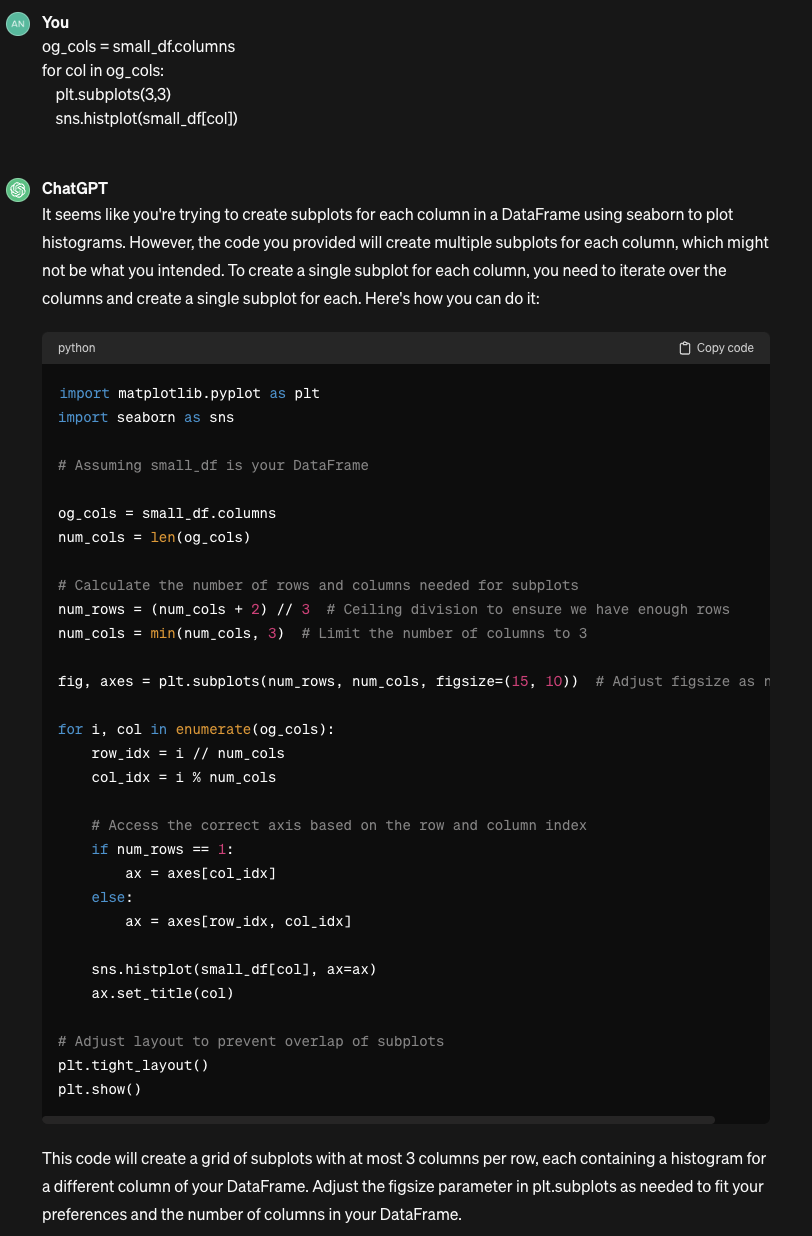 AN
You
og_cols = small_df.columns
for col in og_cols:
    plt.subplots(3,3)
    sns.histplot(small_df[col])
ChatGPT
It seems like you're trying to create subplots for each column in a DataFrame using seaborn to plot
histograms. However, the code you provided will create multiple subplots for each column, which might
not be what you intended. To create a single subplot for each column, you need to iterate over the
columns and create a single subplot for each. Here's how you can do it:
python Copy code
import matplotlib.pyplot as plt
import seaborn as sns
# Assuming small_df is your DataFrame
og_cols = small_df.columns
num_cols = len(og_cols)
# Calculate the number of rows and columns needed for subplots
num_rows = (num_cols + 2) // 3  # Ceiling division to ensure we have enough rows
num_cols = min(num_cols, 3)  # Limit the number of columns to 3
fig, axes = plt.subplots(num_rows, num_cols, figsize=(15, 10))  # Adjust figsize as
for i, col in enumerate(og_cols):
    row_idx = i // num_cols
    col_idx = i % num_cols
    # Access the correct axis based on the row and column index
    if num_rows == 1:
        ax = axes[col_idx]
    else:
        ax = axes[row_idx, col_idx]
    sns.histplot(small_df[col], ax=ax)
    ax.set_title(col)
# Adjust layout to prevent overlap of subplots
plt.tight_layout()
plt.show()
This code will create a grid of subplots with at most 3 columns per row, each containing a histogram for
a different column of your DataFrame. Adjust the figsize parameter in plt.subplots as needed to fit your
preferences and the number of columns in your DataFrame.